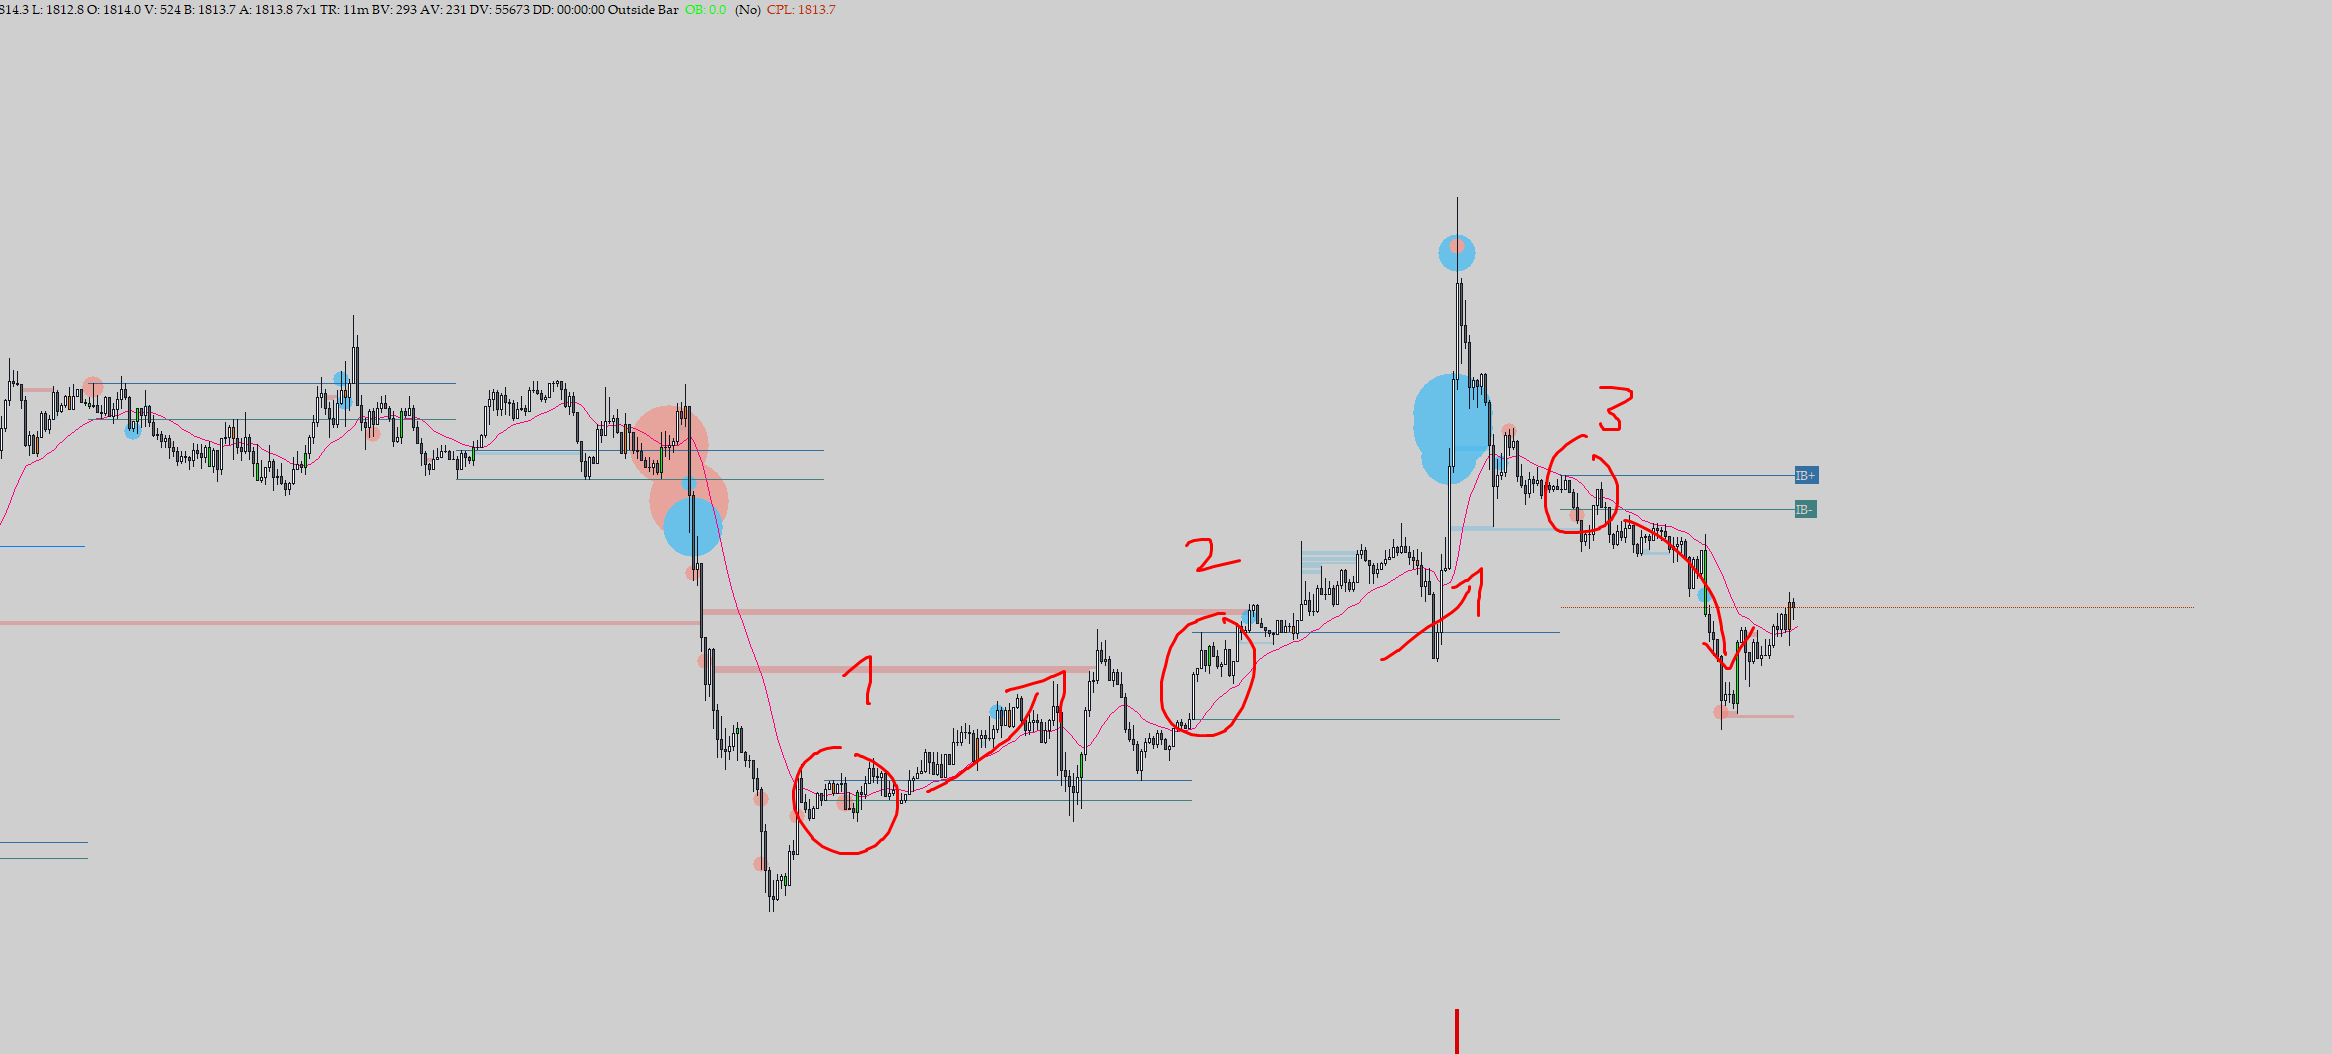 814.3 L: 1812.8 O: 1814.0 V: 524 B: 1813.7 A: 1813.8 7x1 TR: 11m BV: 293 AV: 231 DV: 55673 DD: 00:00:00 Outside Bar OB: 0.0 (No) CPL: 1813.7
3
IB+
IB-
2
1